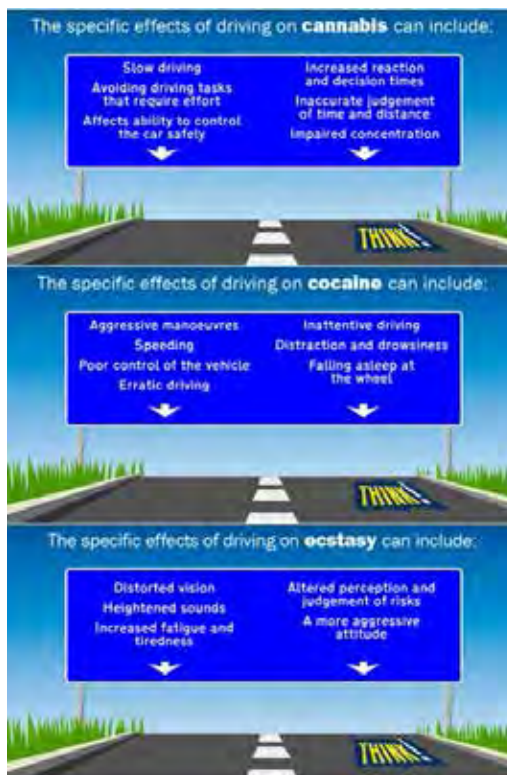 The specific effects of driving on cannabis can include:
Slow driving
Avoiding driving tasks
that require effort
Affects ability to control
the car safely
Increased reaction
and decision times
Inaccurate judgement
of time and distance
Impaired concentration
THINK!
The specific effects of driving on cocaine can include:
Aggressive manoeuvres
Speeding
Poor control of the vehicle
Erratic driving
Inattentive driving
Distraction and drowsiness
Falling asleep at
the wheel
THINK!
The specific effects of driving on ecstasy can include:
Distorted vision
Heightened sounds
Increased fatigue and
tiredness
Altered perception and
judgement of risks
A more aggressive
attitude
THINK!